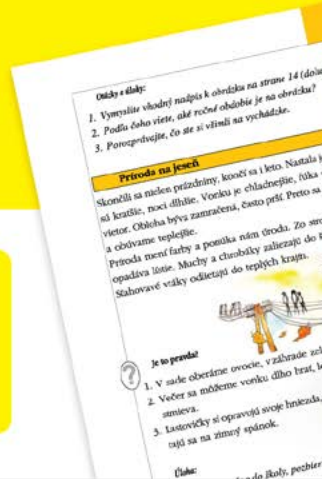 Otázky a úlohy:
1. Vymyslite vhodný nadpis k obrázku na strane 14 (dolu
2. Podľa čoho viete, aké ročné obdobie je na obrázku?
3. Porozprávajte, čo ste si všimli na vychádzke.
Príroda na jeseň
Skončili sa nielen prázdniny, končí sa i leto. Nastala j
sú kratšie, noci dlhšie. Vonku je chladnejšie, fúka
vietor. Obloha býva zamračená, často prší. Preto sa
a obúvame teplejšie.
Príroda mení farby a ponúka nám úrodu. Zo stro
opadáva lístie. Muchy a chrobáky zaliezajú do
Sťahovavé vtáky odlietajú do teplých krajín.
Je to pravda?
?
1. V sade oberáme ovocie, v záhrade zel
2. Večer sa môžeme vonku dlho hrať, le
stmieva.
3. Lastovičky si opravujú svoje hniezda,
tajú sa na zimný spánok.
Úloha:
do školy, pozbier